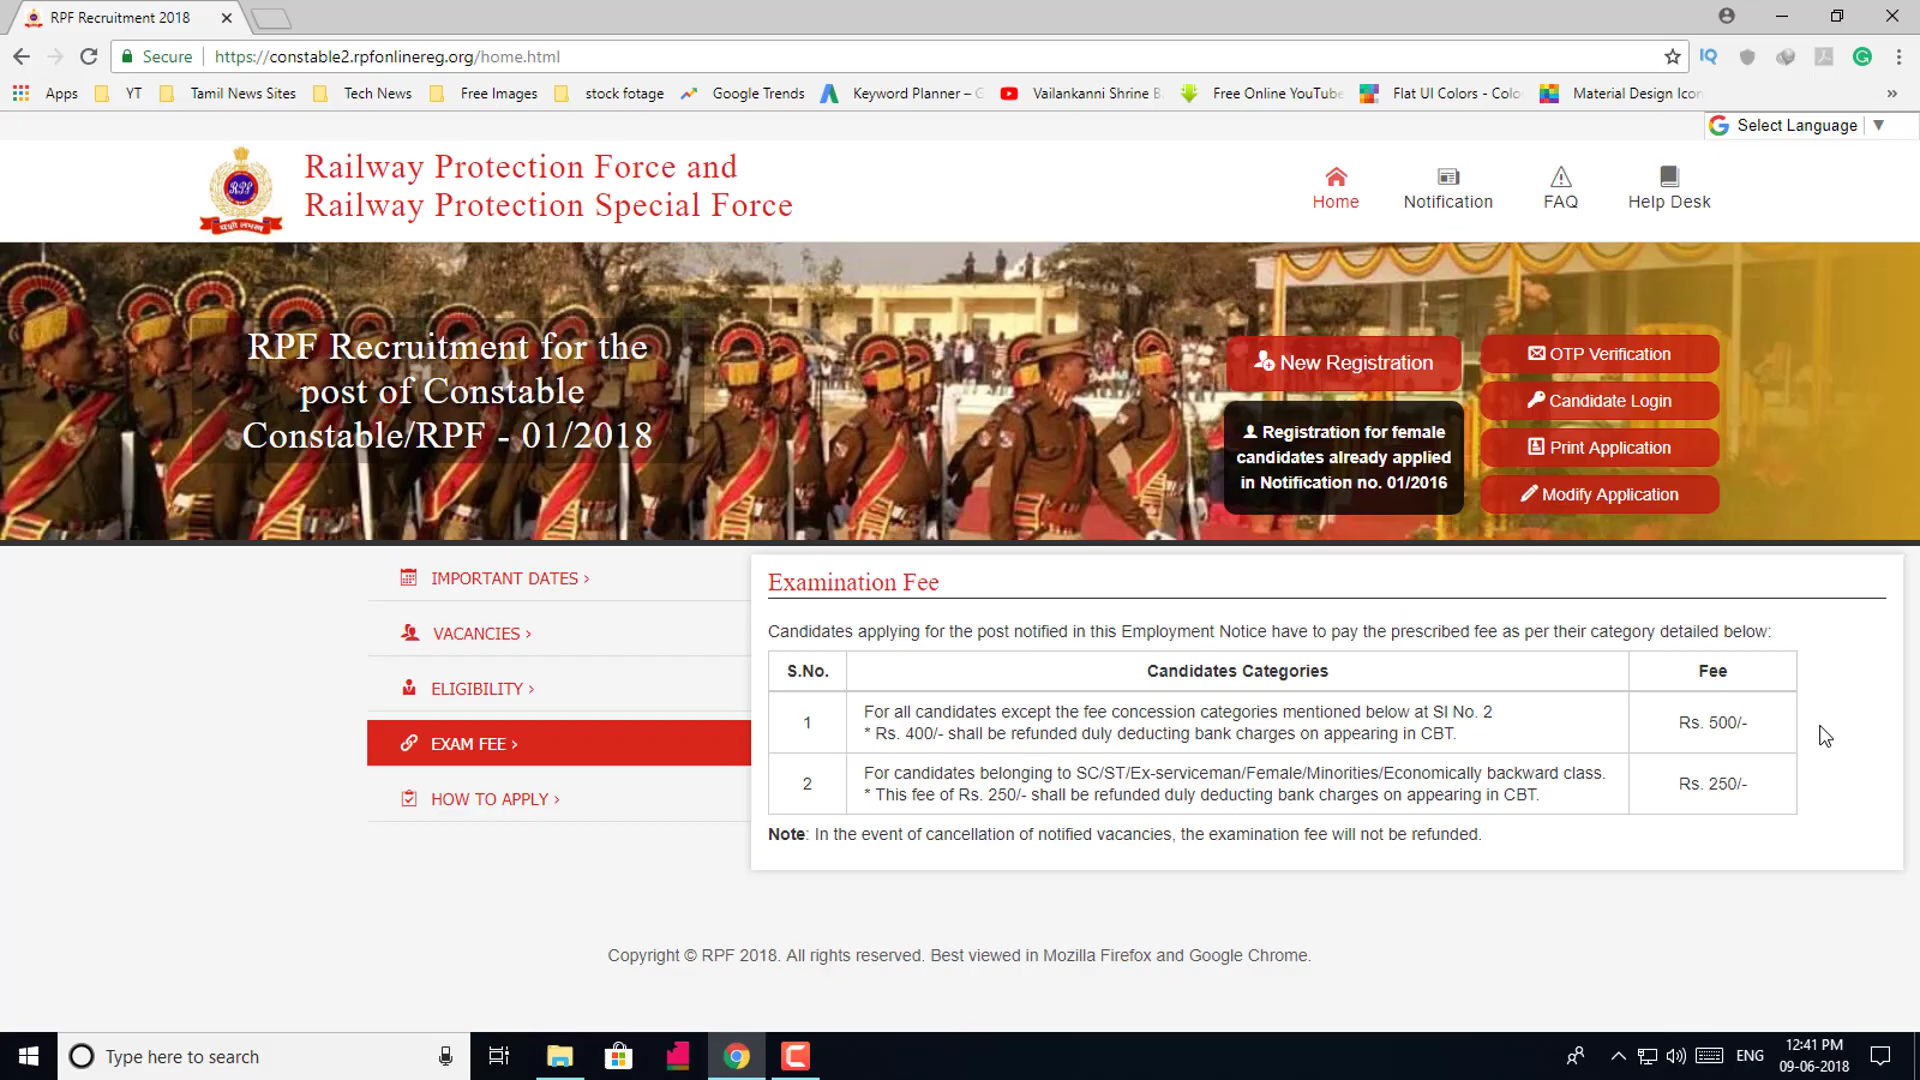 RPF Recruitment 2018
Secure
https://constable2.rpfonlinereg.org/home.html
IQ
Apps YT Tamil News Sites Tech News Free Images stock fotage Google Trends Keyword Planner – Vailankanni Shrine Free Online YouTube Flat UI Colors - Colo Material Design Icon »
Select Language ▼
RPF
Railway Protection Force and
Railway Protection Special Force
Home
Notification
FAQ
Help Desk
RPF Recruitment for the
post of Constable
Constable/RPF - 01/2018
New Registration
Registration for female
candidates already applied
in Notification no. 01/2016
OTP Verification
Candidate Login
Print Application
Modify Application
IMPORTANT DATES ›
VACANCIES ›
ELIGIBILITY ›
EXAM FEE ›
HOW TO APPLY ›
Examination Fee
Candidates applying for the post notified in this Employment Notice have to pay the prescribed fee as per their category detailed below:
S.No. Candidates Categories Fee
1 For all candidates except the fee concession categories mentioned below at SI No. 2 Rs. 500/-
* Rs. 400/- shall be refunded duly deducting bank charges on appearing in CBT.
2 For candidates belonging to SC/ST/Ex-serviceman/Female/Minorities/Economically backward class. Rs. 250/-
* This fee of Rs. 250/- shall be refunded duly deducting bank charges on appearing in CBT.
Note: In the event of cancellation of notified vacancies, the examination fee will not be refunded.
Copyright © RPF 2018. All rights reserved. Best viewed in Mozilla Firefox and Google Chrome.
Type here to search
ENG
12:41 PM
09-06-2018